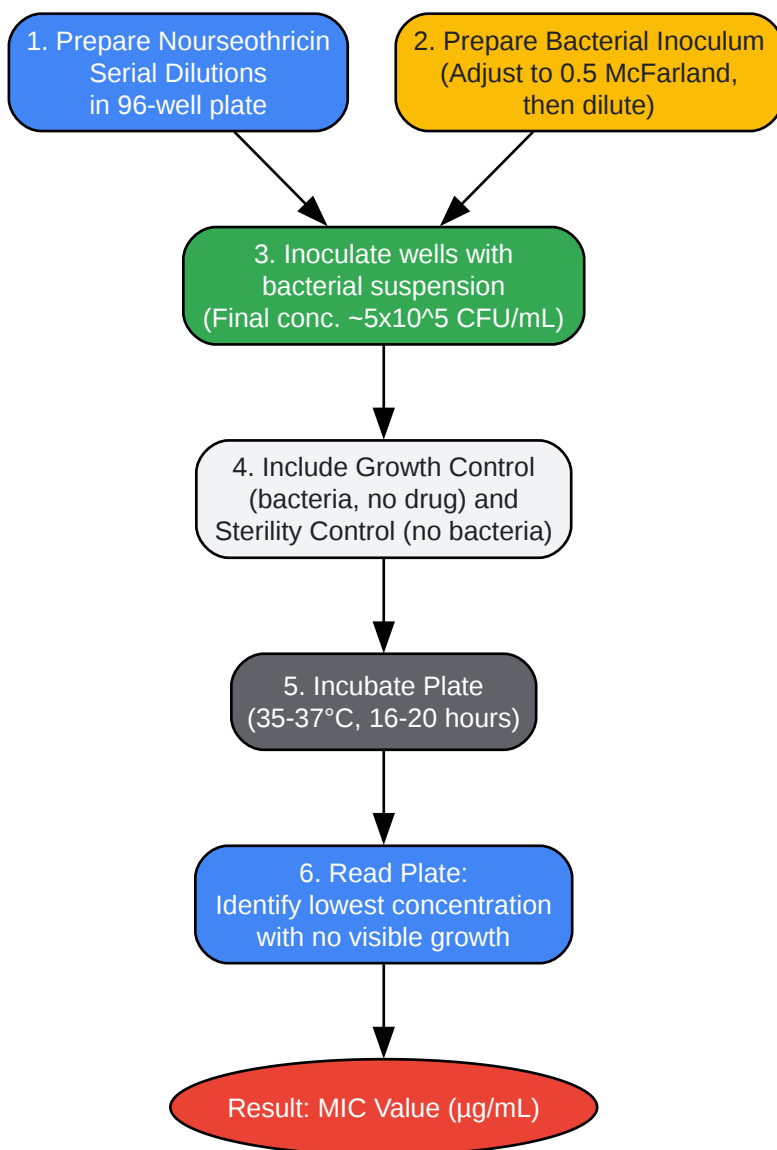 1. Prepare Nourseothricin
Serial Dilutions
in 96-well plate
2. Prepare Bacterial Inoculum
(Adjust to 0.5 McFarland,
then dilute)
3. Inoculate wells with
bacterial suspension
(Final conc. ~5x10^5 CFU/mL)
4. Include Growth Control
(bacteria, no drug) and
Sterility Control (no bacteria)
5. Incubate Plate
(35-37°C, 16-20 hours)
6. Read Plate:
Identify lowest concentration
with no visible growth
Result: MIC Value (µg/mL)